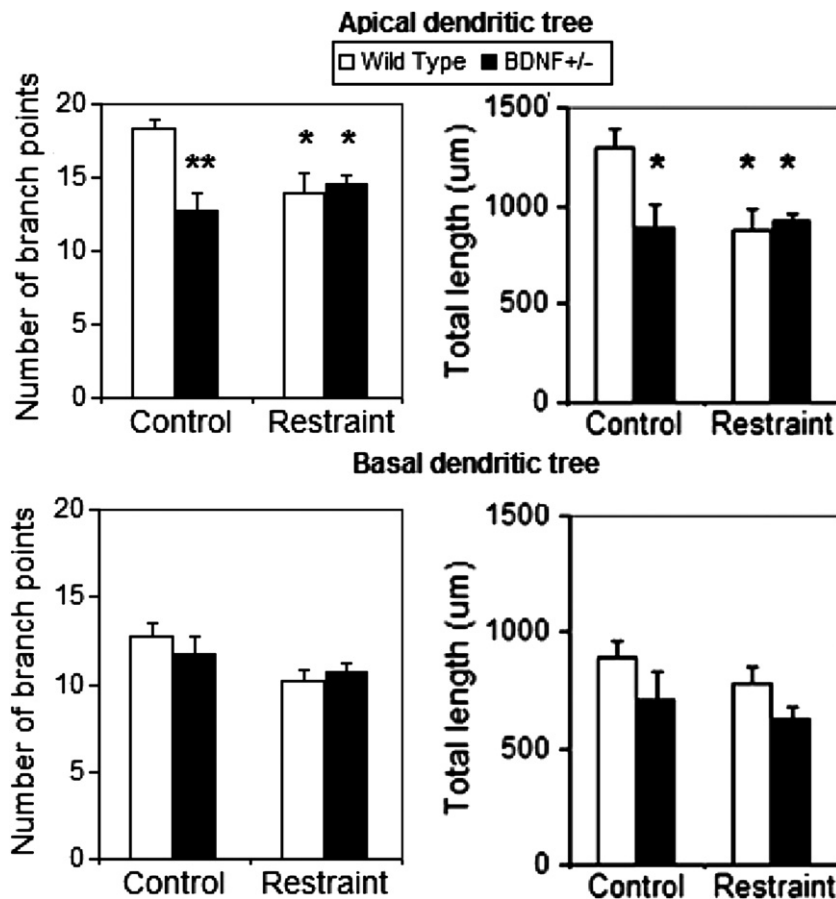 Apical dendritic tree
Wild Type BDNF+/-
Number of branch points
20
15
10
5
0
**
*
*
Control Restraint
Total length (um)
1500'
1000
500
0
*
*
*
Control Restraint
Basal dendritic tree
Number of branch points
20
15
10
5
0
Control Restraint
Total length (um)
1500
1000
500
0
Control Restraint